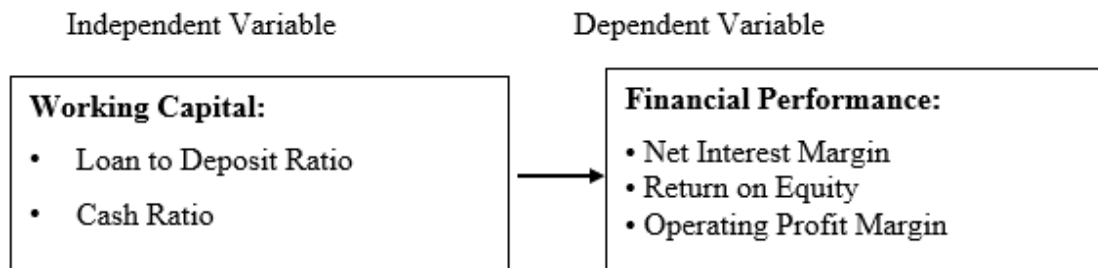 Independent Variable
Dependent Variable
Working Capital:
• Loan to Deposit Ratio
• Cash Ratio
Financial Performance:
• Net Interest Margin
• Return on Equity
• Operating Profit Margin